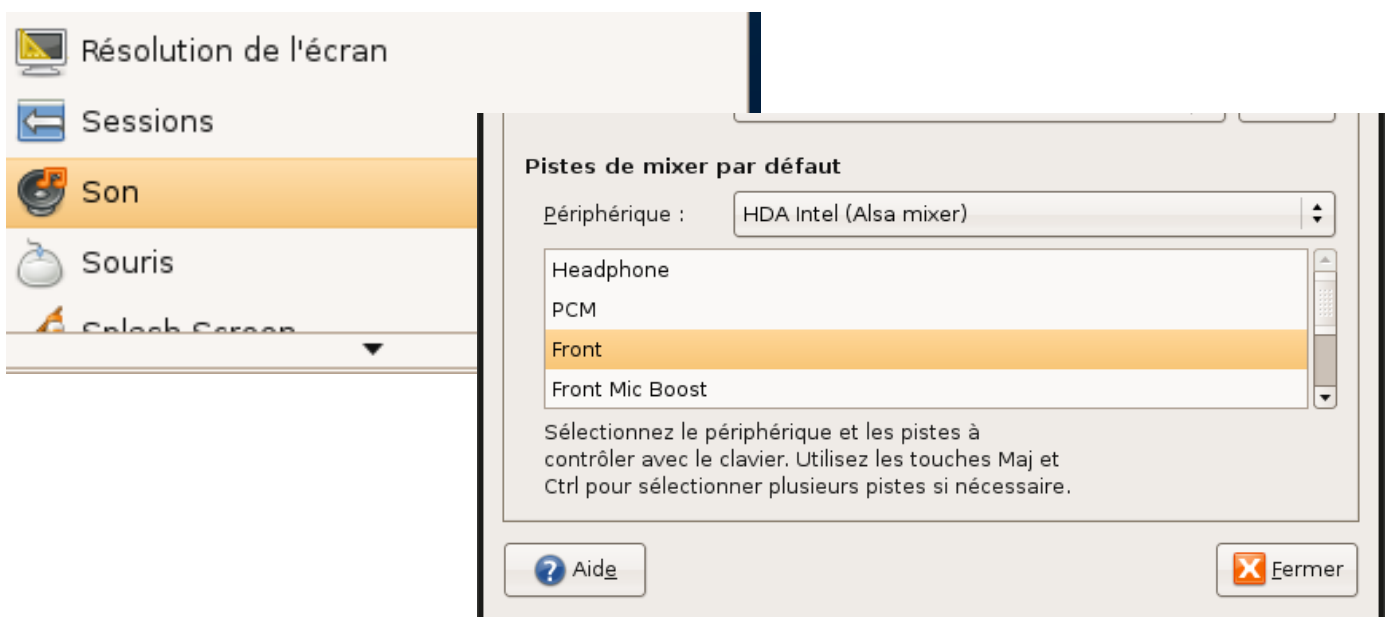 Résolution de l'écran
Sessions
Son
Souris
Splash Screen
Pistes de mixer par défaut
Périphérique : HDA Intel (Alsa mixer)
Headphone
PCM
Front
Front Mic Boost
Sélectionnez le périphérique et les pistes à
contrôler avec le clavier. Utilisez les touches Maj et
Ctrl pour sélectionner plusieurs pistes si nécessaire.
Aide Fermer